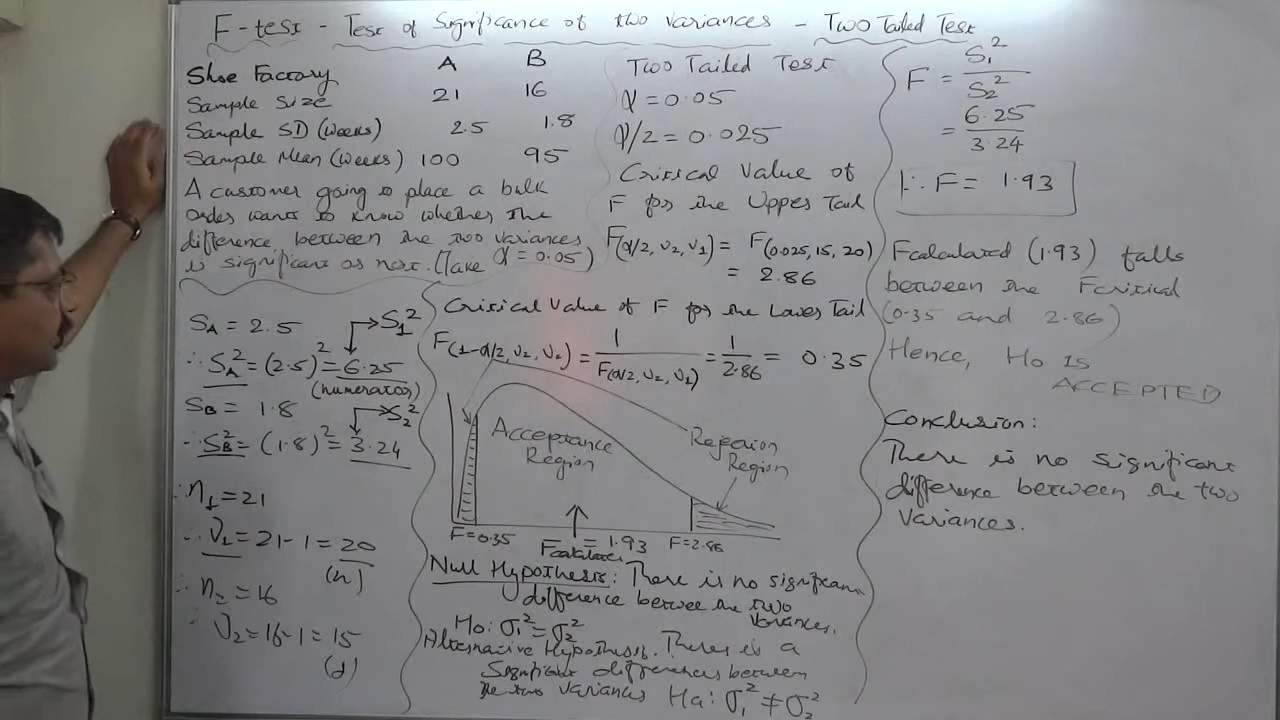 F-test - Test of Significance of two Variances - Two Tailed Test
Shoe Factory A B
Sample Size 21 16
Sample SD (Weeks) 2.5 1.8
Sample Mean (Weeks) 100 95
A customer going to place a bulk
order want to know whether the
difference between the two variances
is significant or not. (Take α = 0.05)
S_A = 2.5 → S₁²
∴ S_A² = (2.5)² = 6.25
(numerator)
S_B = 1.8 → S₂²
∴ S_B² = (1.8)² = 3.24
∴ n₁ = 21
∴ ν₁ = 21-1 = 20
(n)
∴ n₂ = 16
∴ ν₂ = 16-1 = 15
(d)
Two Tailed Test
α = 0.05
α/2 = 0.025
Critical Value of
F for the Upper Tail
F(α/2, ν₂, ν₁) = F(0.025, 15, 20)
= 2.86
Critical Value of F for the Lower Tail
F(1-α/2, ν₂, ν₂) = 1/F(α/2, ν₂, ν₁) = 1/2.86 = 0.35
Acceptance
Region
Rejection
Region
F=0.35 Fcalculated = 1.93 F=2.86
Null Hypothesis: There is no significant
difference betwee the two
Variances.
Ho: σ₁² = σ₂²
Alternative Hypothesis. There is a
Significant differences between
the two variances Ha: σ₁² ≠ σ₂²
F = S₁²/S₂²
= 6.25/3.24
∴ F = 1.93
Fcalculated (1.93) falls
between the Fcritical
(0.35 and 2.86)
Hence, Ho is
ACCEPTED
Conclusion:
There is no significant
difference between the two
Variances.